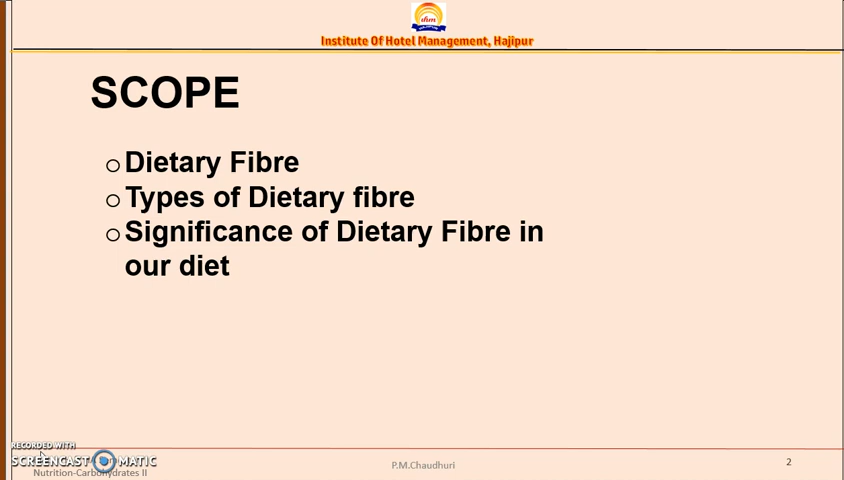 ihm
Institute Of Hotel Management, Hajipur
SCOPE
o Dietary Fibre
o Types of Dietary fibre
o Significance of Dietary Fibre in
our diet
RECORDED WITH
SCREENCAST MATIC
Nutrition-Carbohydrates II
P.M.Chaudhuri
2